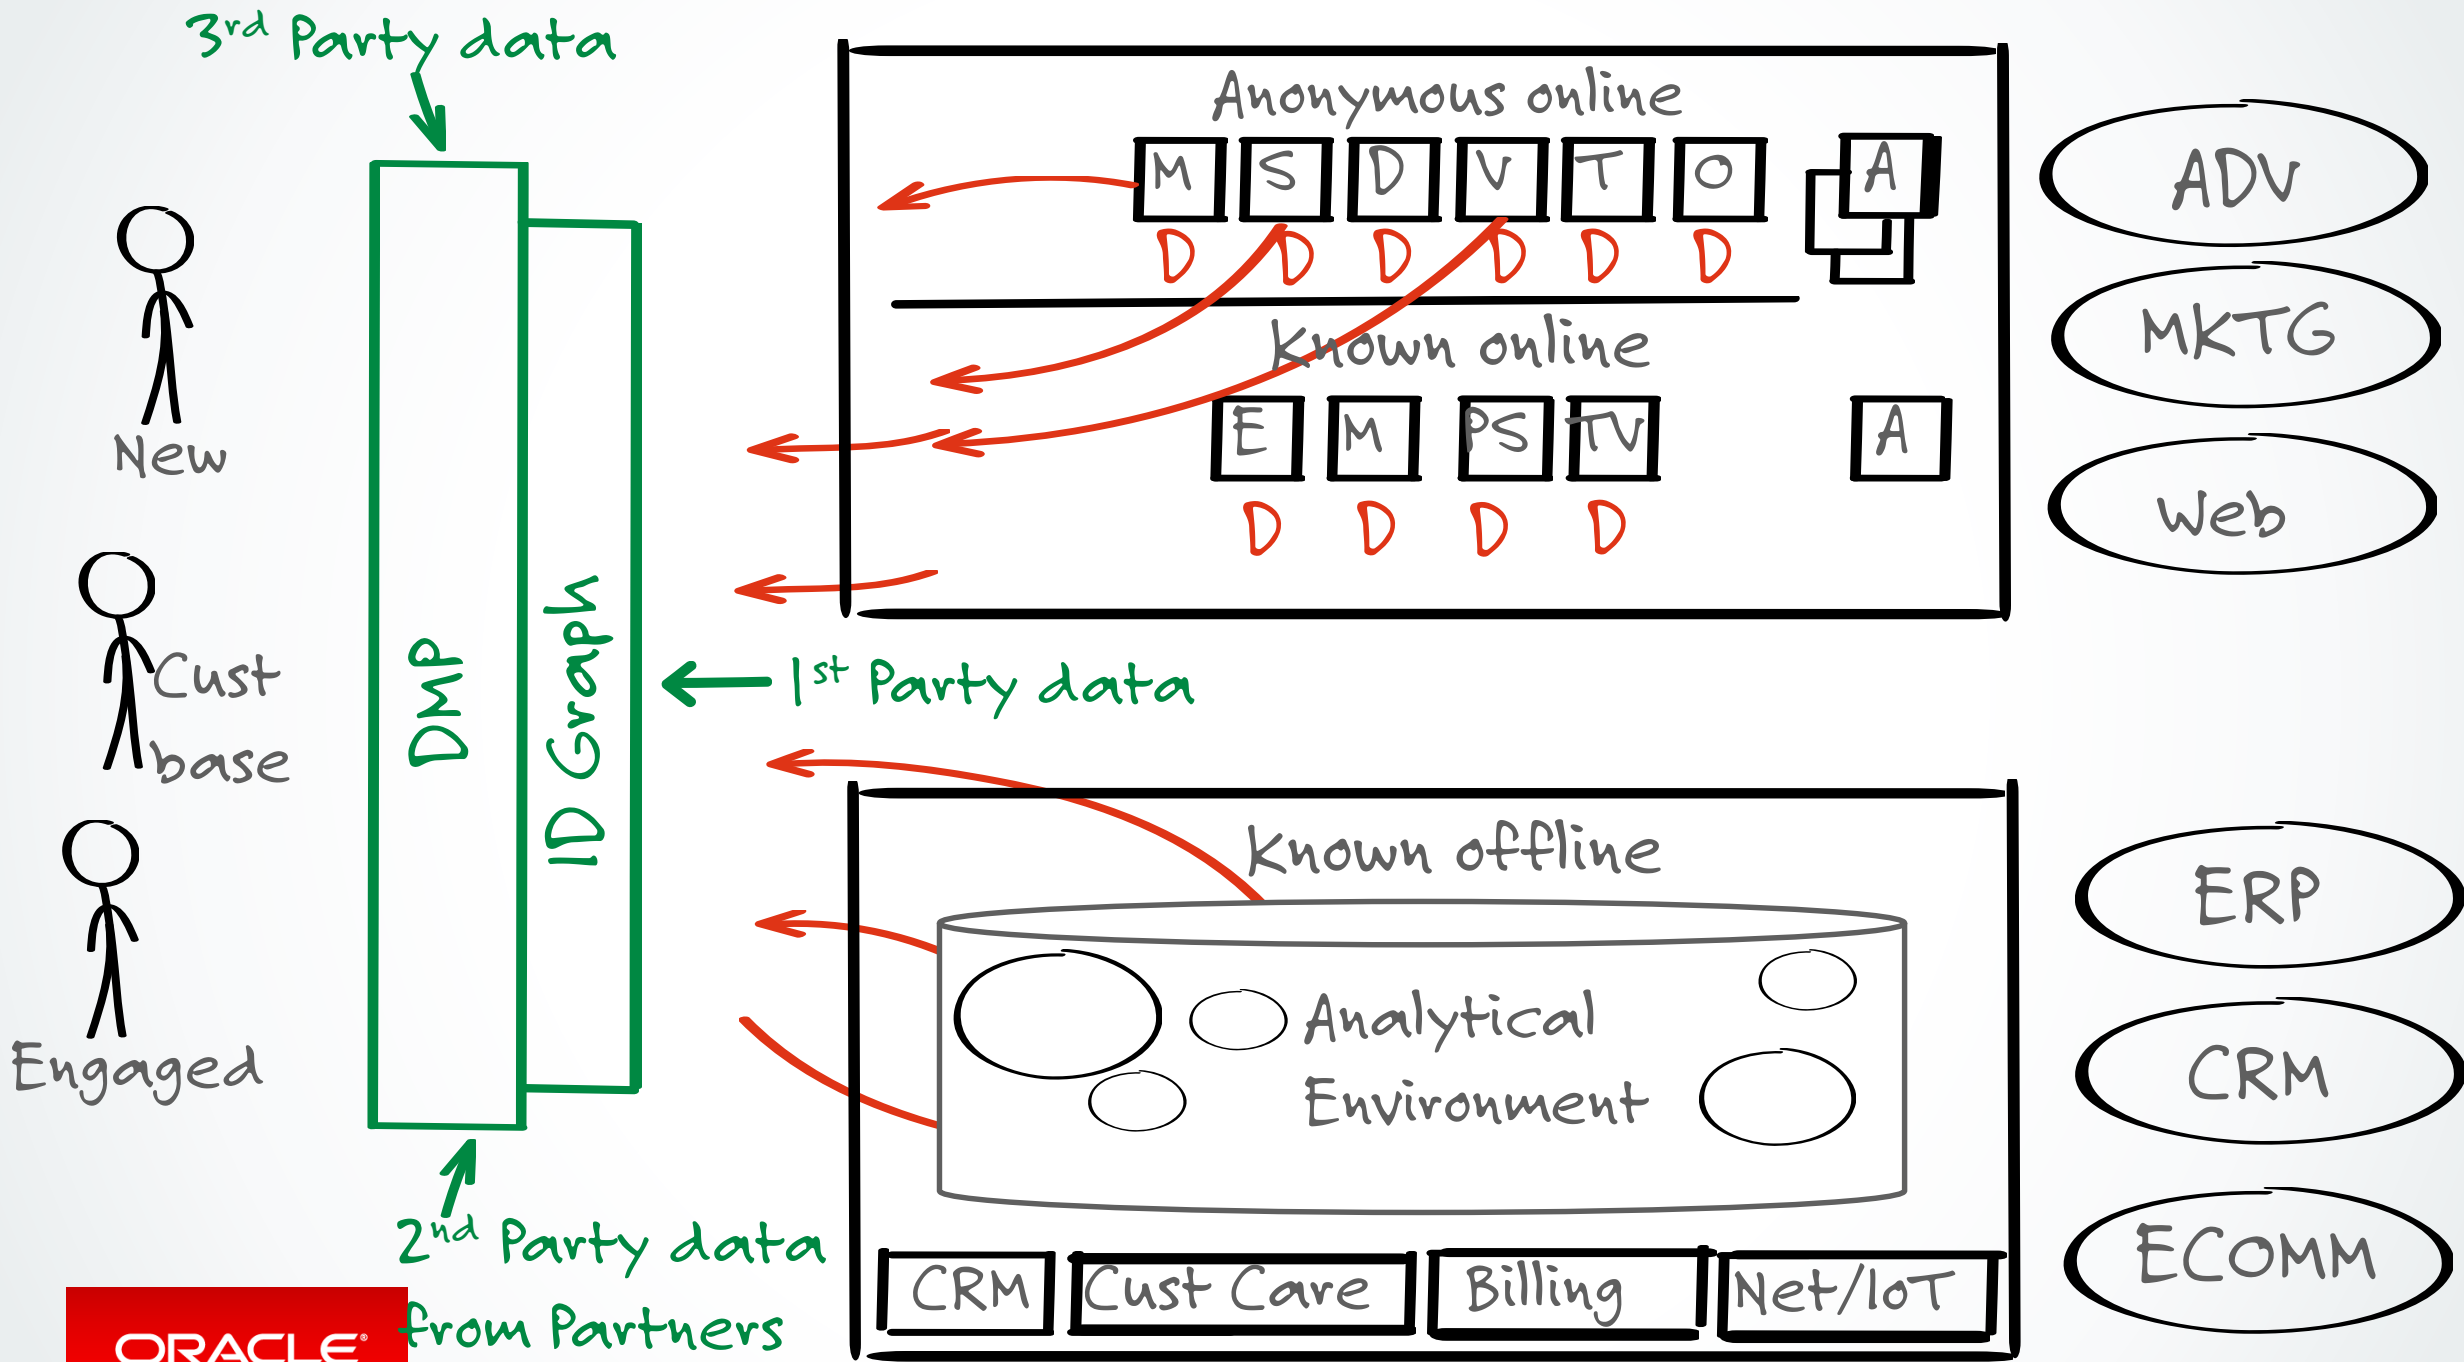 3rd Party data
Anonymous online
M S D V T O A
D D D D D D
Known online
E M PS TV A
D D D D
ADV
MKTG
Web
New
Cust
base
Engaged
DMP
ID Graph
1st Party data
Known offline
Analytical
Environment
CRM Cust Care Billing Net/IoT
ERP
CRM
ECOMM
2nd Party data
from Partners
ORACLE®